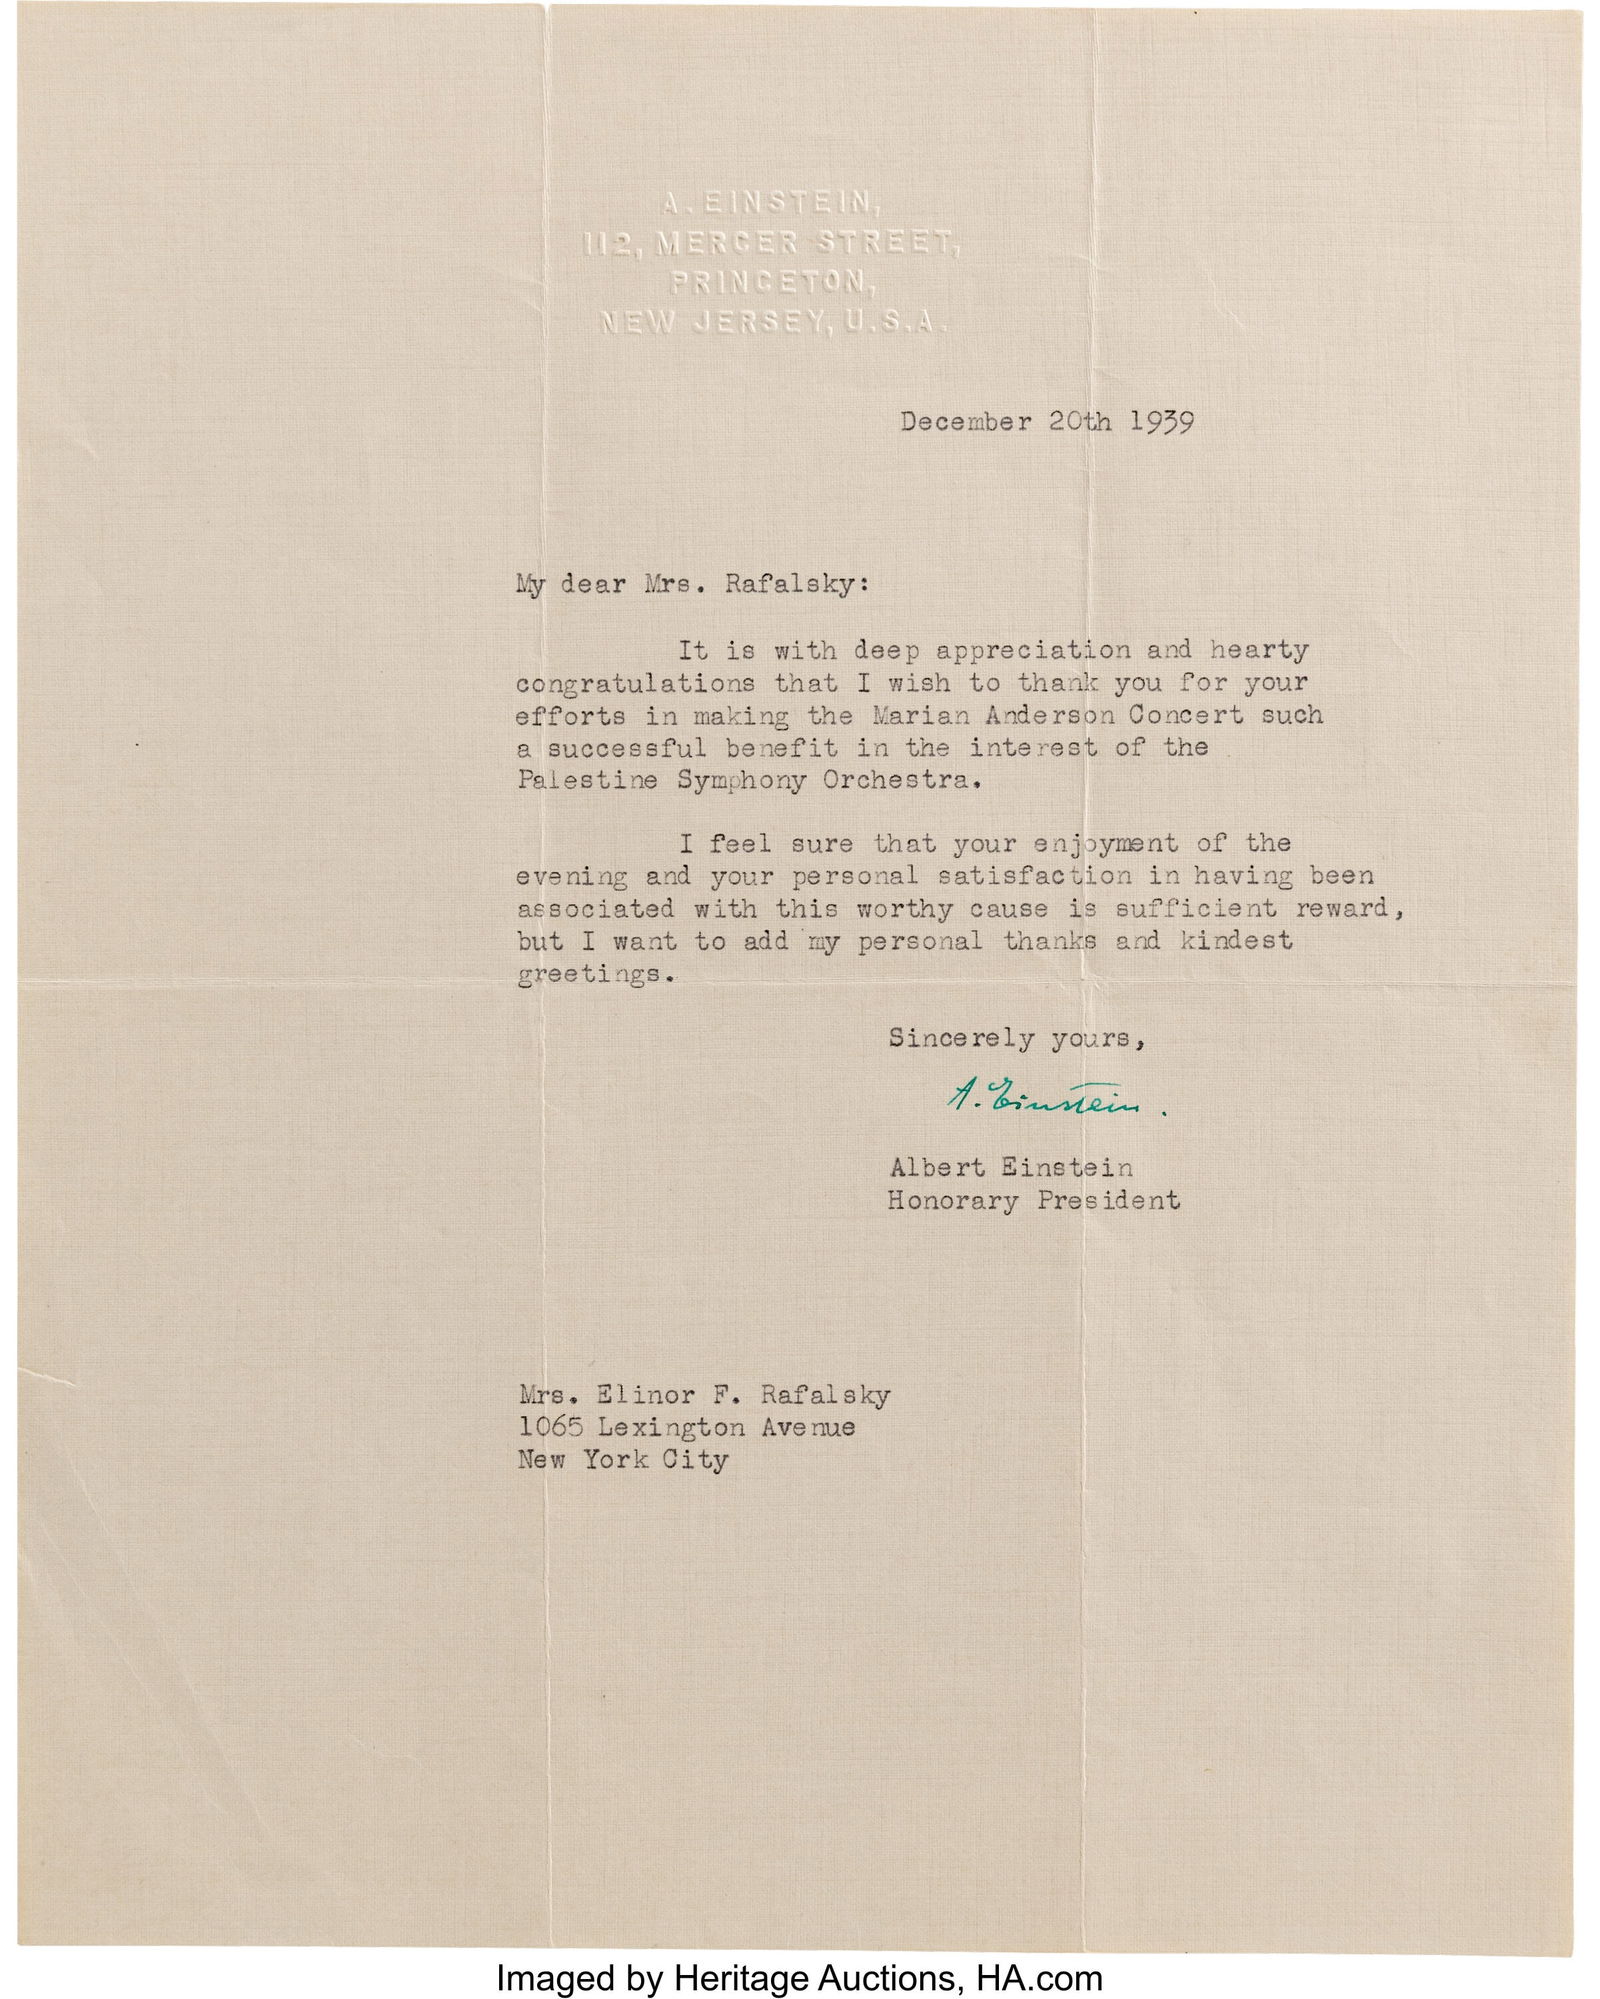 A. EINSTEIN,
112, MERCER STREET,
PRINCETON,
NEW JERSEY, U.S.A.
December 20th 1939
My dear Mrs. Rafalsky:
It is with deep appreciation and hearty
congratulations that I wish to thank you for your
efforts in making the Marian Anderson Concert such
a successful benefit in the interest of the
Palestine Symphony Orchestra.
I feel sure that your enjoyment of the
evening and your personal satisfaction in having been
associated with this worthy cause is sufficient reward,
but I want to add my personal thanks and kindest
greetings.
Sincerely yours,
A. Einstein.
Albert Einstein
Honorary President
Mrs. Elinor F. Rafalsky
1065 Lexington Avenue
New York City
Imaged by Heritage Auctions, HA.com